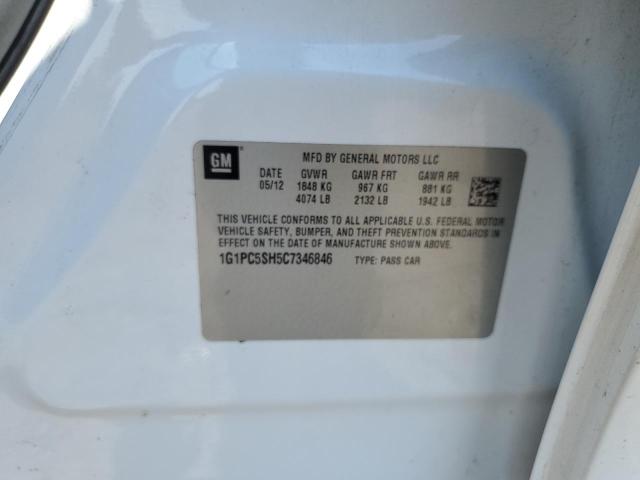 GM MFD BY GENERAL MOTORS LLC
DATE GVWR GAWR FRT GAWR RR
05/12 1848 KG 967 KG 881 KG
4074 LB 2132 LB 1942 LB
THIS VEHICLE CONFORMS TO ALL APPLICABLE U.S. FEDERAL MOTOR
VEHICLE SAFETY, BUMPER, AND THEFT PREVENTION STANDARDS IN
EFFECT ON THE DATE OF MANUFACTURE SHOWN ABOVE.
1G1PC5SH5C7346846 TYPE: PASS CAR